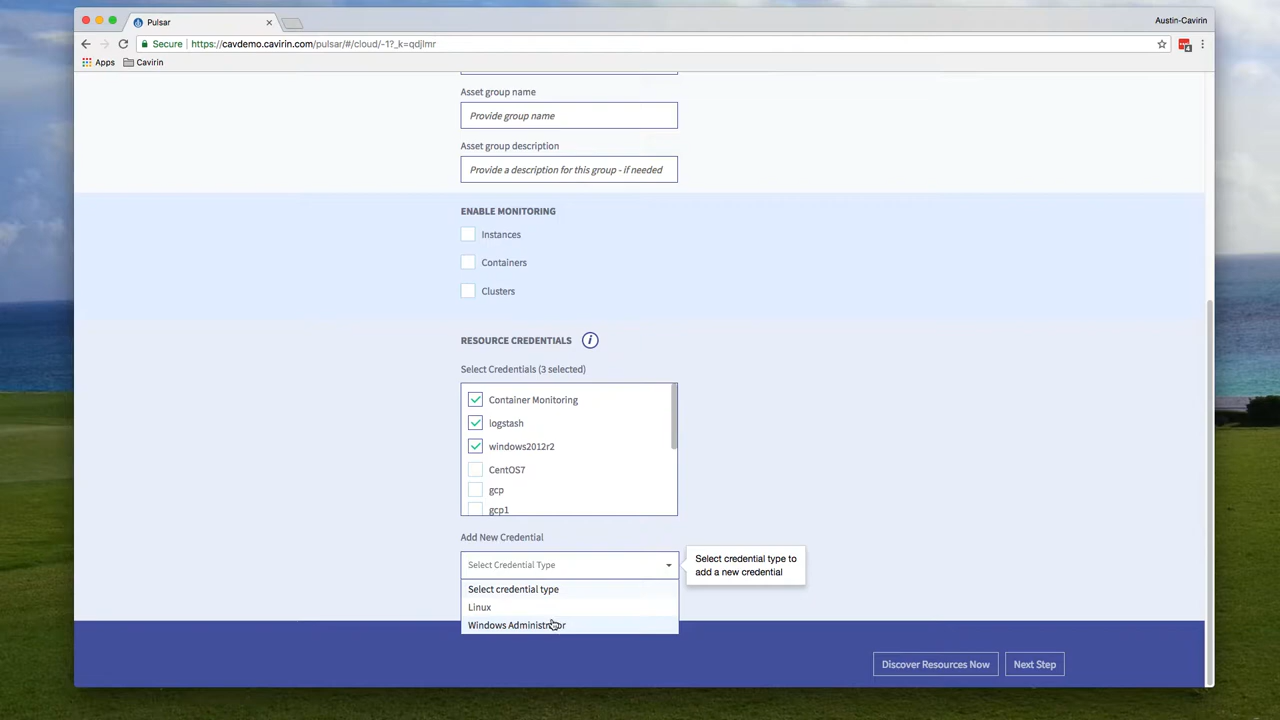 Pulsar
Austin-Cavirin
Secure
https://cavdemo.cavirin.com/pulsar/#/cloud/-1?_k=qdjlmr
4
Apps
Cavirin
Asset group name
Provide group name
Asset group description
Provide a description for this group - if needed
ENABLE MONITORING
Instances
Containers
Clusters
RESOURCE CREDENTIALS
i
Select Credentials (3 selected)
Container Monitoring
logstash
windows2012r2
CentOS7
gcp
gcp1
Add New Credential
Select Credential Type
Select credential type to
add a new credential
Select credential type
Linux
Windows Administrator
Discover Resources Now
Next Step